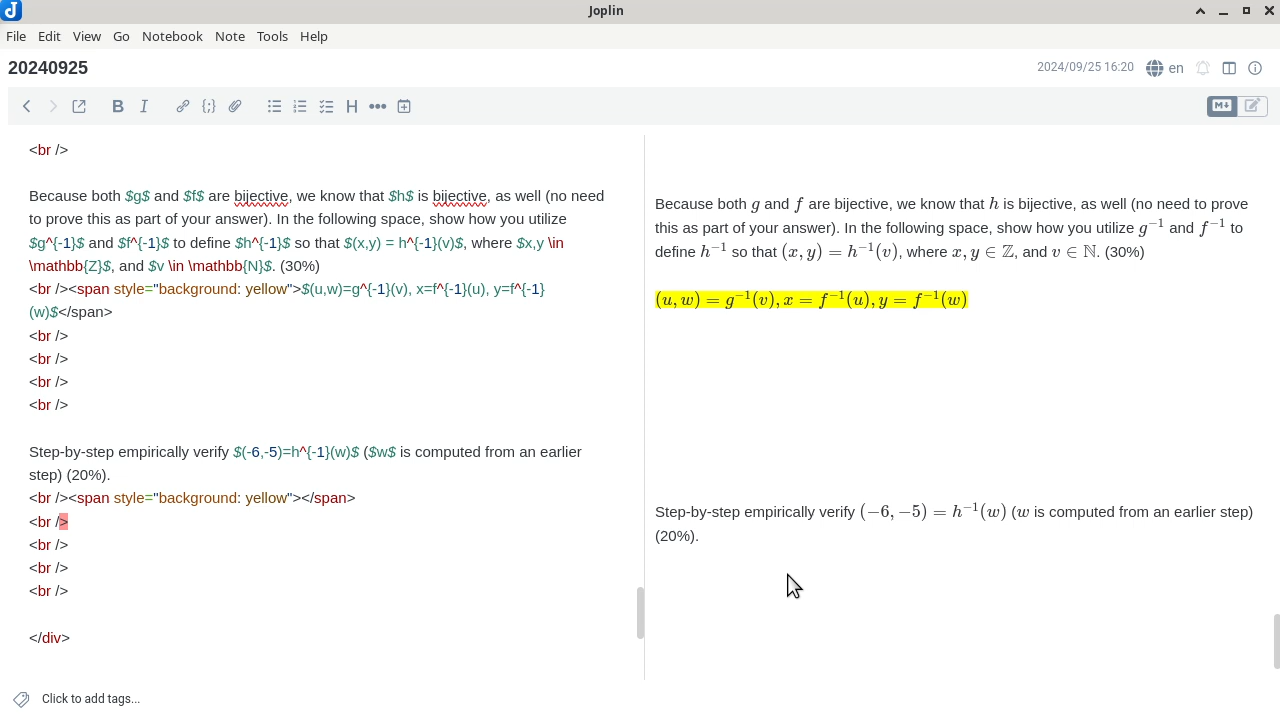 Joplin
File Edit View Go Notebook Note Tools Help
20240925
2024/09/25 16:20 en
B I {;} H M↓
<br />
Because both $g$ and $f$ are bijective, we know that $h$ is bijective, as well (no need
to prove this as part of your answer). In the following space, show how you utilize
$g^{-1}$ and $f^{-1}$ to define $h^{-1}$ so that $(x,y) = h^{-1}(v)$, where $x,y \in
\mathbb{Z}$, and $v \in \mathbb{N}$. (30%)
<br /><span style="background: yellow">$(u,w)=g^{-1}(v), x=f^{-1}(u), y=f^{-1}
(w)$</span>
<br />
<br />
<br />
<br />
Step-by-step empirically verify $(-6,-5)=h^{-1}(w)$ ($w$ is computed from an earlier
step) (20%).
<br /><span style="background: yellow"></span>
<br />
<br />
<br />
<br />
</div>
Because both g and f are bijective, we know that h is bijective, as well (no need to prove
this as part of your answer). In the following space, show how you utilize g⁻¹ and f⁻¹ to
define h⁻¹ so that (x, y) = h⁻¹(v), where x, y ∈ ℤ, and v ∈ ℕ. (30%)
(u, w) = g⁻¹(v), x = f⁻¹(u), y = f⁻¹(w)
Step-by-step empirically verify (−6, −5) = h⁻¹(w) (w is computed from an earlier step)
(20%).
Click to add tags...